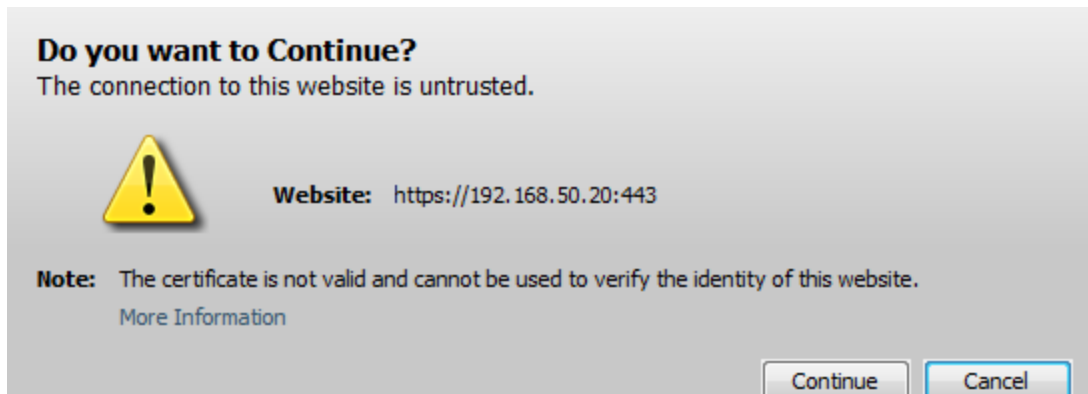 Do you want to Continue?
The connection to this website is untrusted.
Website: https://192.168.50.20:443
Note: The certificate is not valid and cannot be used to verify the identity of this website.
More Information
Continue Cancel